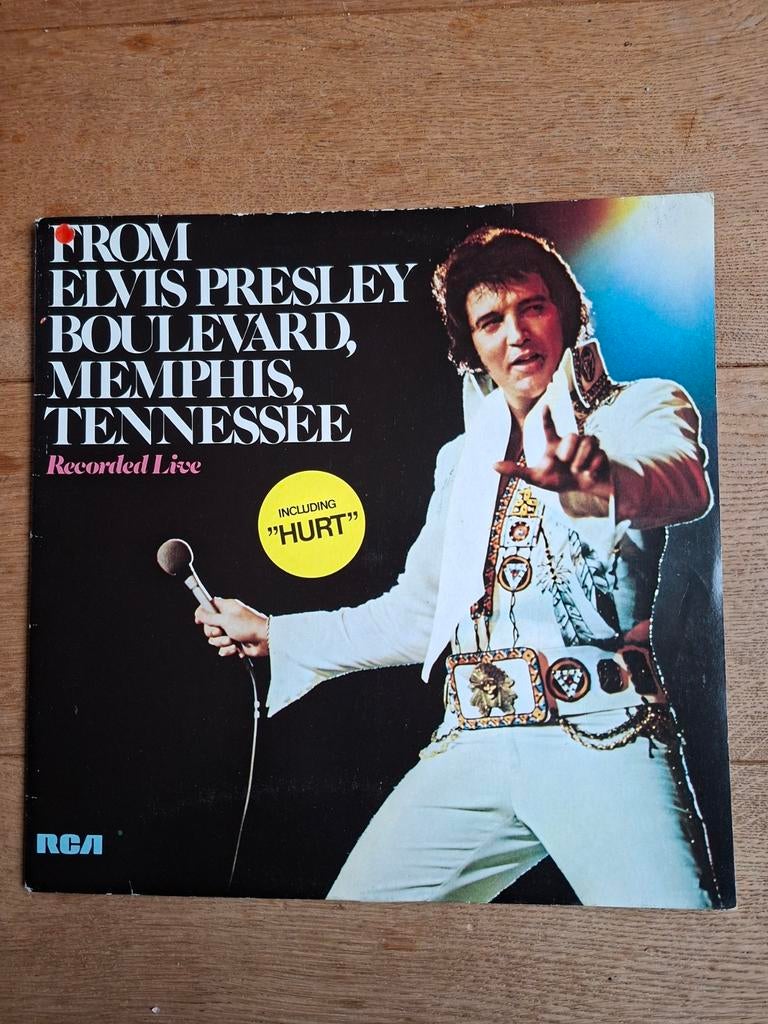 FROM
ELVIS PRESLEY
BOULEVARD,
MEMPHIS,
TENNESSEE
Recorded Live
INCLUDING
"HURT"
RCA